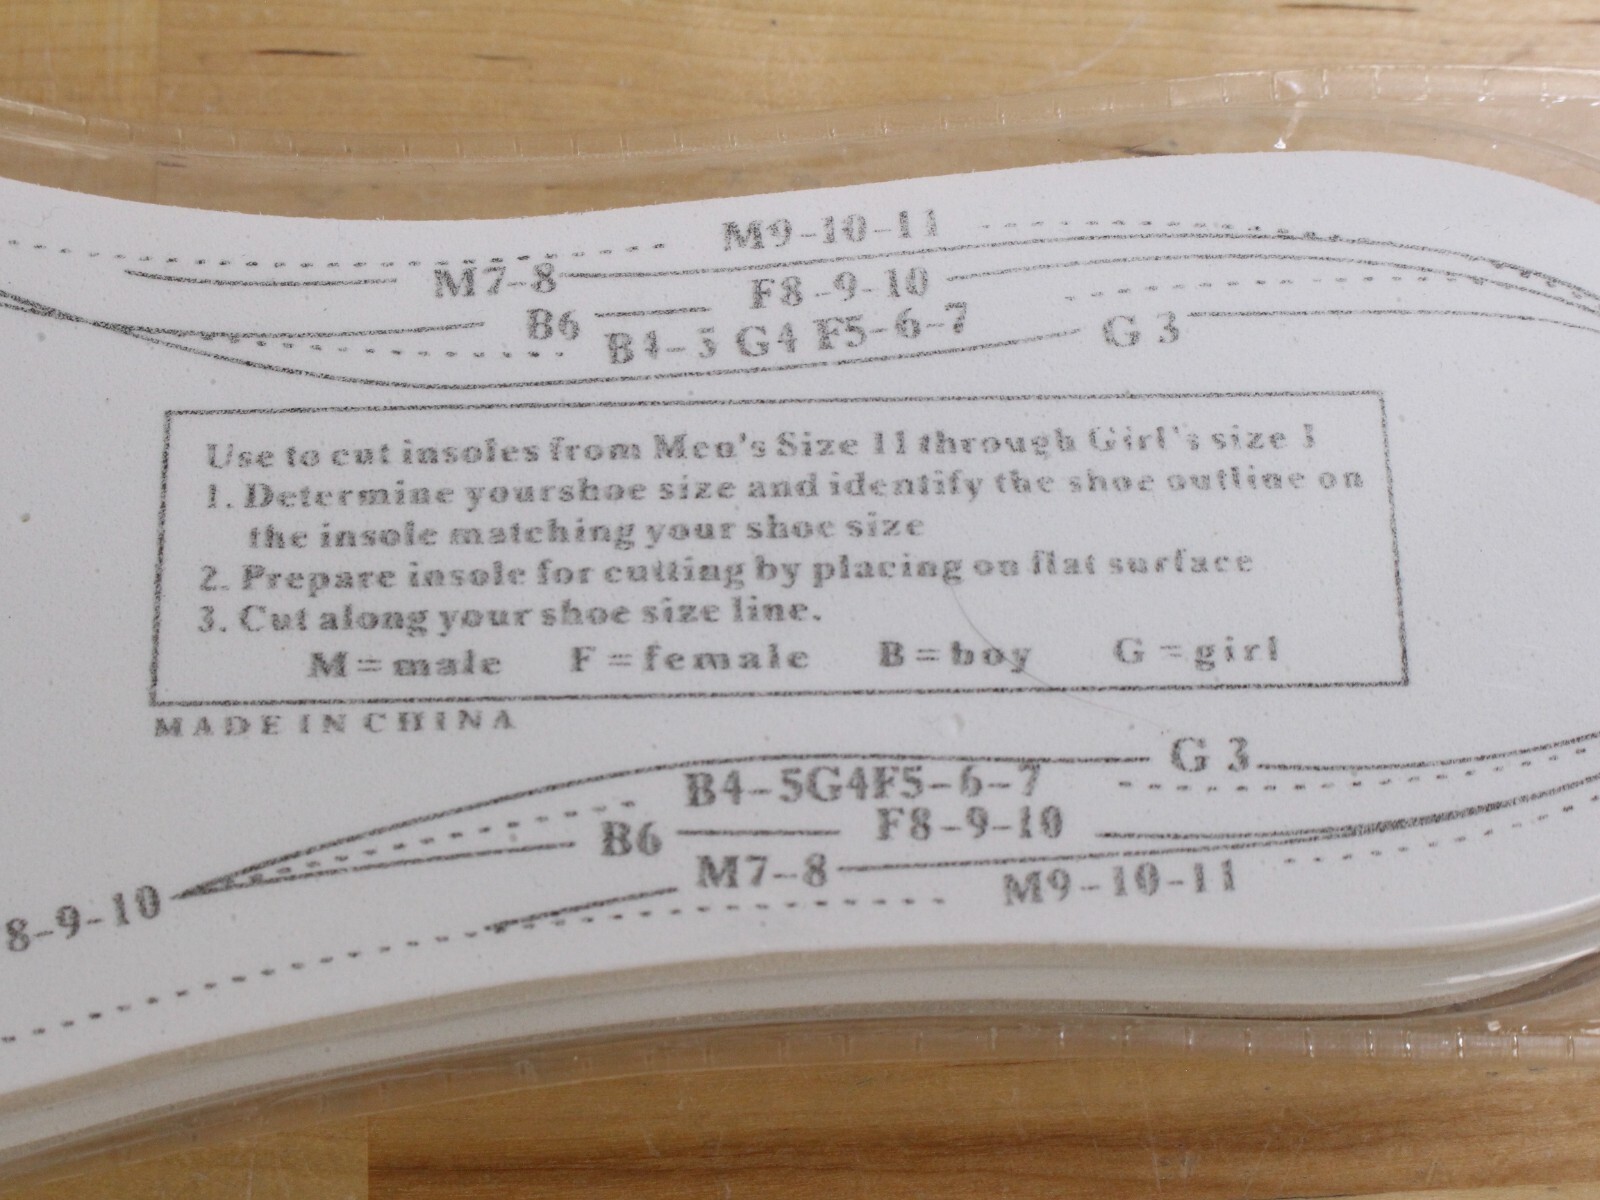 M9-10-11
M7-8
F8-9-10
B6
B4-5 G4 F5-6-7
G 3
Use to cut insoles from Men's Size 11 through Girl's size 3
1. Determine yourshoe size and identify the shoe outline on
the insole matching your shoe size
2. Prepare insole for cutting by placing on flat surface
3. Cut along your shoe size line.
M=male F=female B=boy G=girl
MADE IN CHINA
G 3
B4-5G4F5-6-7
B6
F8-9-10
M7-8
M9-10-11
8-9-10